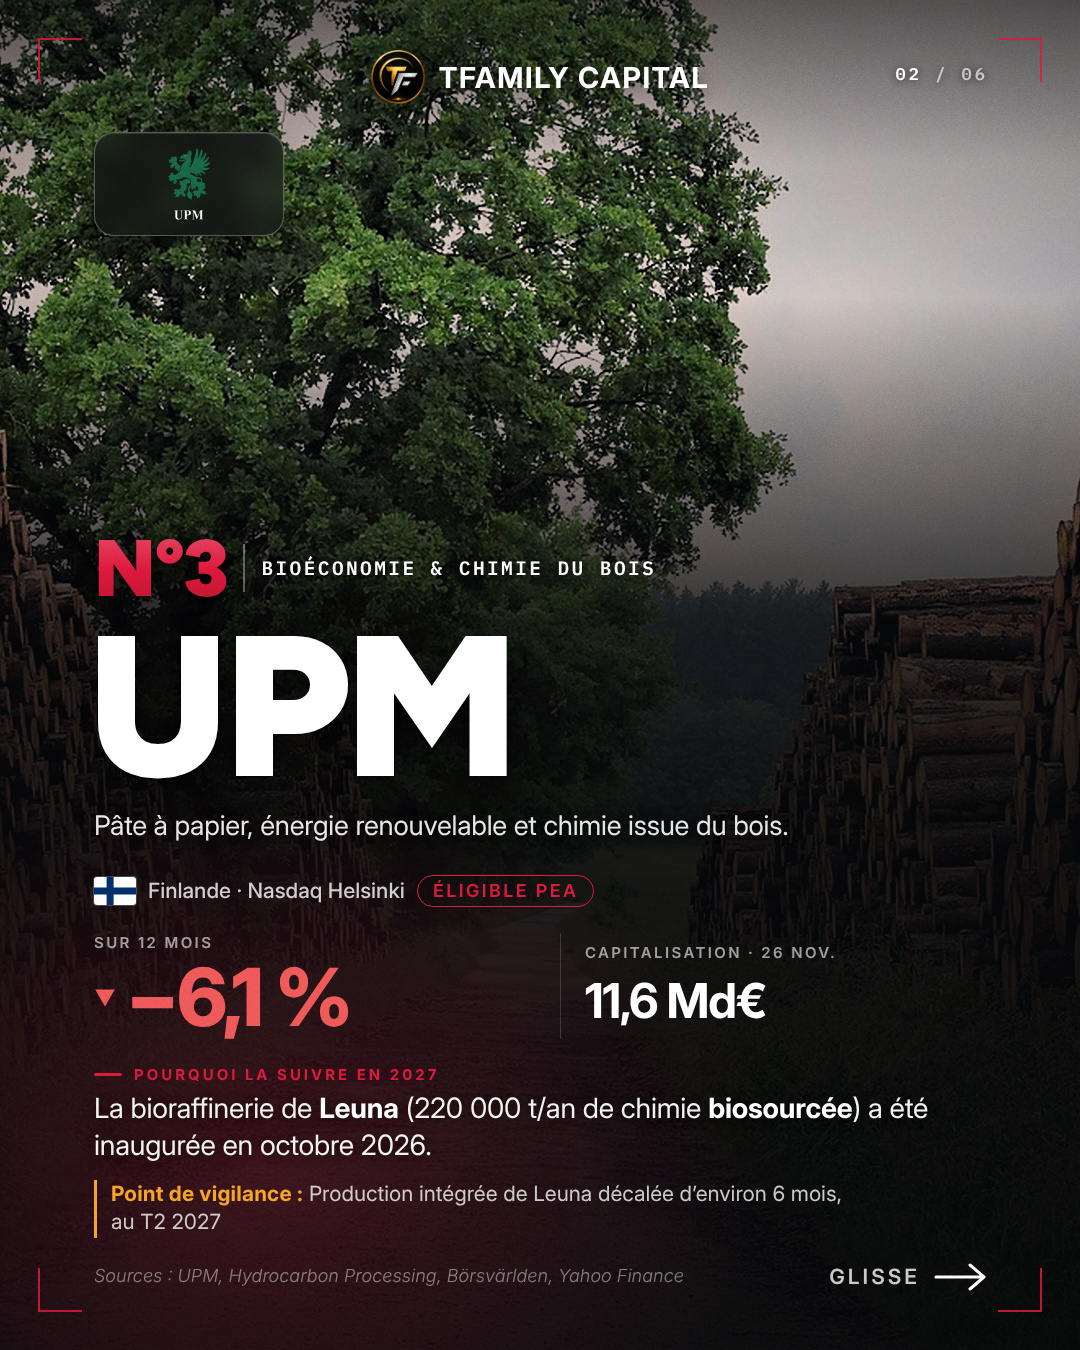 TFAMILY CAPITAL
02 / 06
UPM
N°3
BIOÉCONOMIE & CHIMIE DU BOIS
UPM
Pâte à papier, énergie renouvelable et chimie issue du bois.
Finlande · Nasdaq Helsinki
ÉLIGIBLE PEA
SUR 12 MOIS
▼ −6,1 %
CAPITALISATION · 26 NOV.
11,6 Md€
POURQUOI LA SUIVRE EN 2027
La bioraffinerie de Leuna (220 000 t/an de chimie biosourcée) a été
inaugurée en octobre 2026.
Point de vigilance : Production intégrée de Leuna décalée d’environ 6 mois,
au T2 2027
Sources : UPM, Hydrocarbon Processing, Börsvärlden, Yahoo Finance
GLISSE →